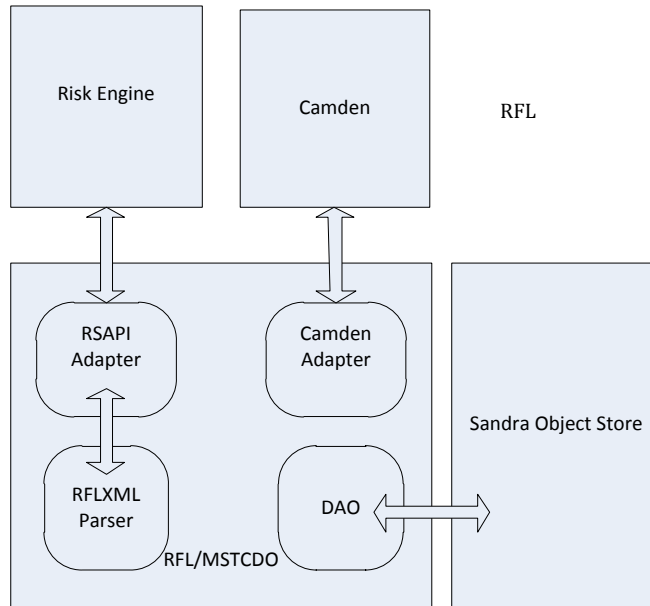 Risk Engine
Camden
RFL
RSAPI
Adapter
Camden
Adapter
Sandra Object Store
RFLXML
Parser
DAO
RFL/MSTCDO